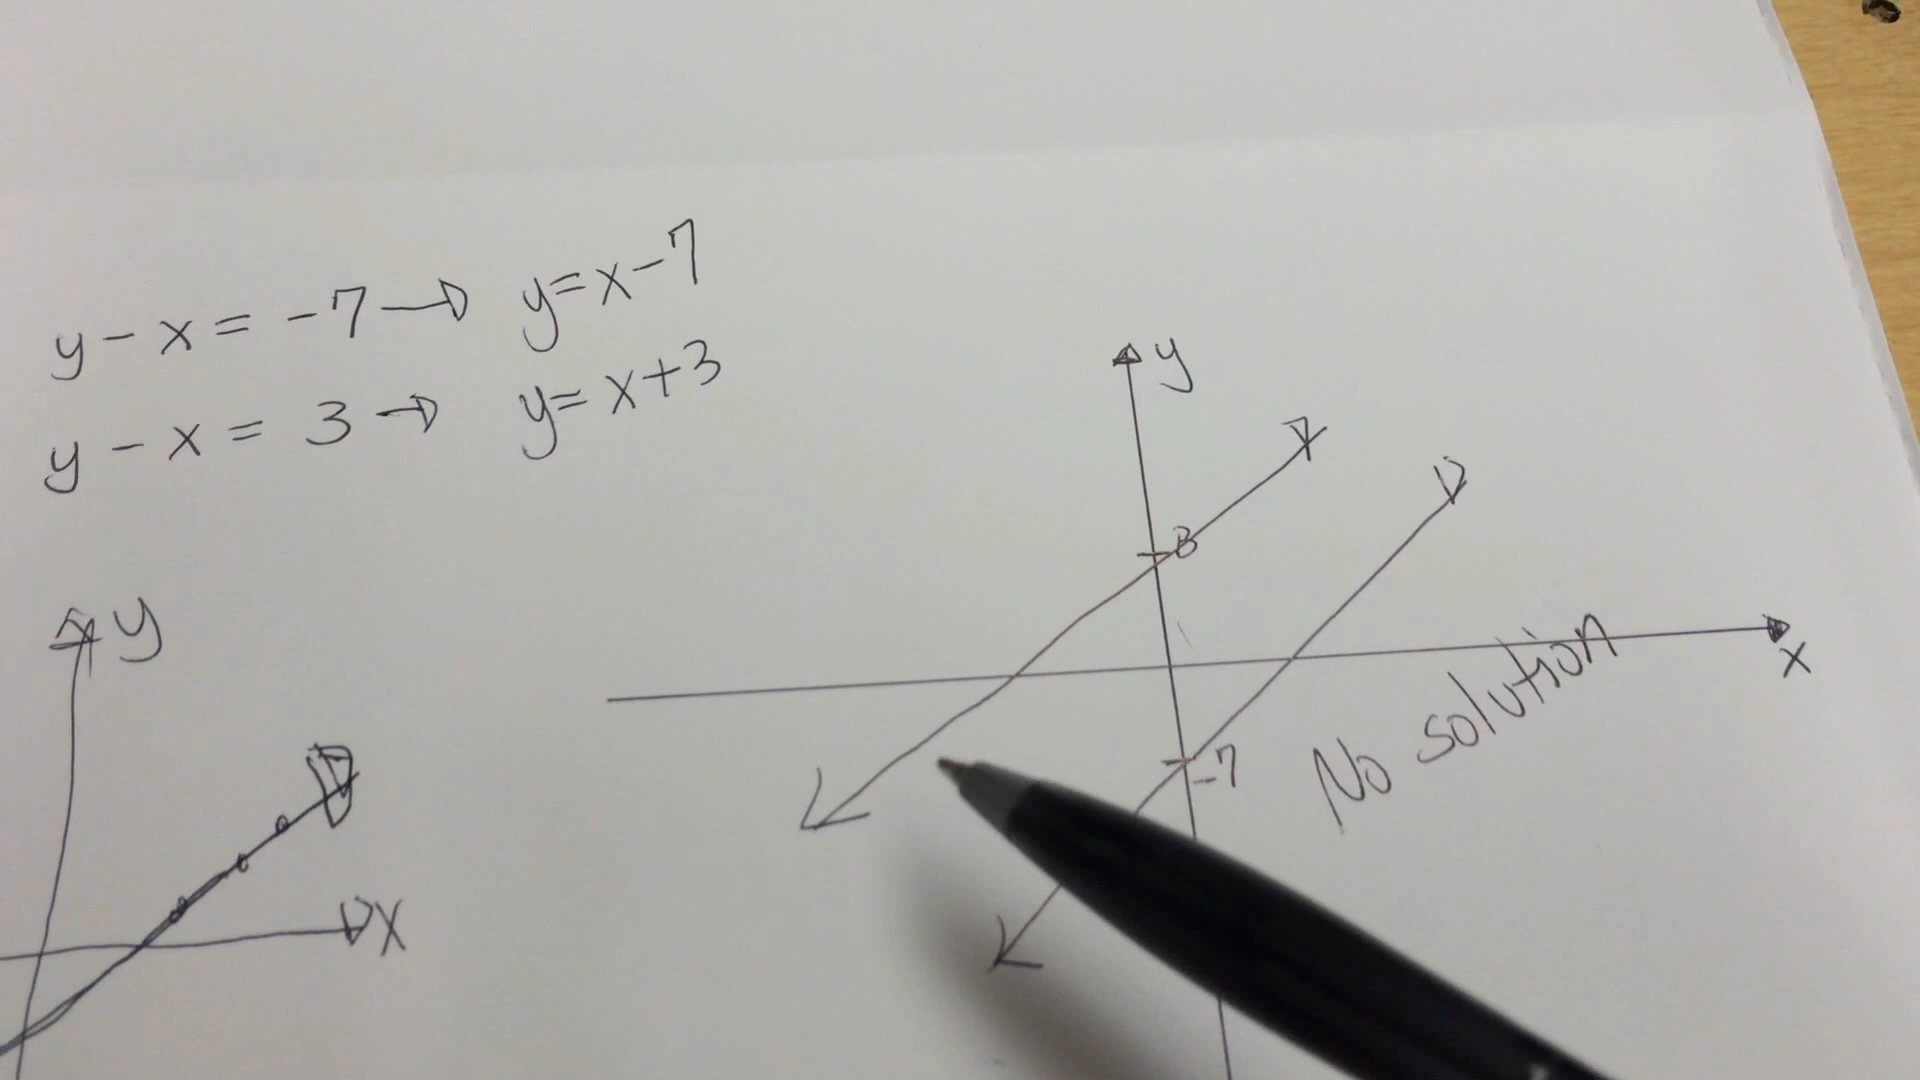 y - x = -7 → y = x - 7
y - x = 3 → y = x + 3
y
3
x
-7
No solution
y
x